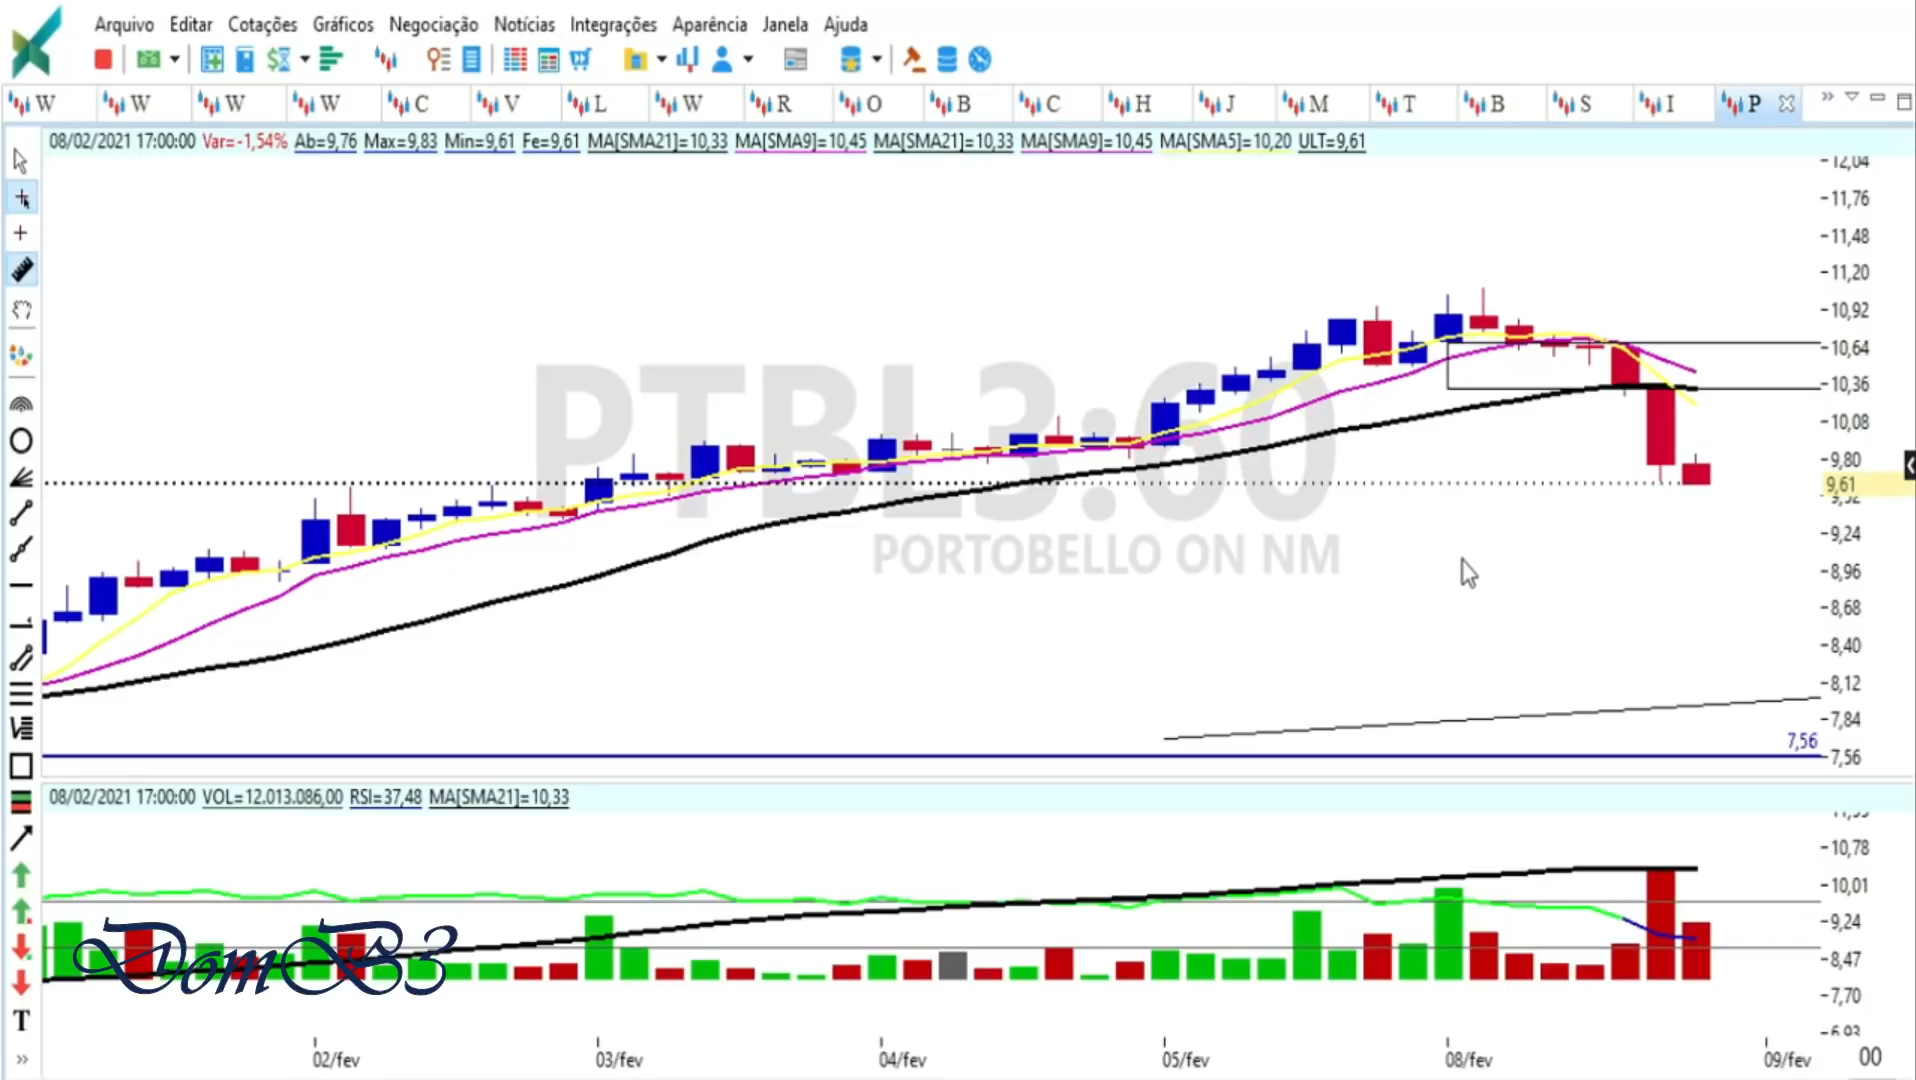 Arquivo Editar Cotações Gráficos Negociação Notícias Integrações Aparência Janela Ajuda
W W W W C V L W R O B C H J M T B S I P
08/02/2021 17:00:00 Var=-1,54% Ab=9,76 Max=9,83 Min=9,61 Fe=9,61 MA[SMA21]=10,33 MA[SMA9]=10,45 MA[SMA21]=10,33 MA[SMA9]=10,45 MA[SMA5]=10,20 ULT=9,61
12,04
11,76
11,48
11,20
10,92
10,64
10,36
10,08
9,80
9,61
9,52
9,24
8,96
8,68
8,40
8,12
7,84
7,56
7,56
PTBL3:60
PORTOBELLO ON NM
08/02/2021 17:00:00 VOL=12.013.086,00 RSI=37,48 MA[SMA21]=10,33
10,78
10,01
9,24
8,47
7,70
6,93
DomB3
T
02/fev 03/fev 04/fev 05/fev 08/fev 09/fev 00